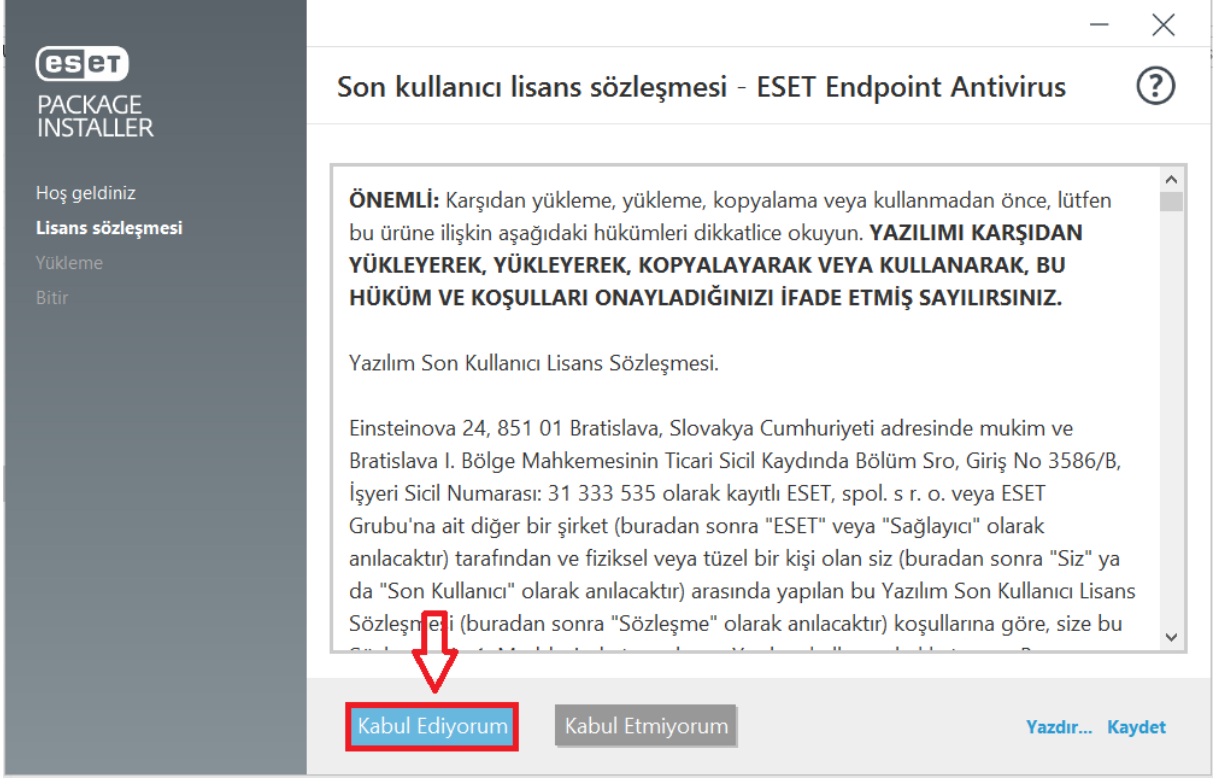 eset
PACKAGE
INSTALLER
Hoş geldiniz
Lisans sözleşmesi
Yükleme
Bitir
Son kullanıcı lisans sözleşmesi - ESET Endpoint Antivirus
?
ÖNEMLİ: Karşıdan yükleme, yükleme, kopyalama veya kullanmadan önce, lütfen
bu ürüne ilişkin aşağıdaki hükümleri dikkatlice okuyun. YAZILIMI KARŞIDAN
YÜKLEYEREK, YÜKLEYEREK, KOPYALAYARAK VEYA KULLANARAK, BU
HÜKÜM VE KOŞULLARI ONAYLADIĞINIZI İFADE ETMİŞ SAYILIRSINIZ.
Yazılım Son Kullanıcı Lisans Sözleşmesi.
Einsteinova 24, 851 01 Bratislava, Slovakya Cumhuriyeti adresinde mukim ve
Bratislava I. Bölge Mahkemesinin Ticari Sicil Kaydında Bölüm Sro, Giriş No 3586/B,
İşyeri Sicil Numarası: 31 333 535 olarak kayıtlı ESET, spol. s r. o. veya ESET
Grubu'na ait diğer bir şirket (buradan sonra "ESET" veya "Sağlayıcı" olarak
anılacaktır) tarafından ve fiziksel veya tüzel bir kişi olan siz (buradan sonra "Siz" ya
da "Son Kullanıcı" olarak anılacaktır) arasında yapılan bu Yazılım Son Kullanıcı Lisans
Sözleşmesi (buradan sonra "Sözleşme" olarak anılacaktır) koşullarına göre, size bu
Kabul Ediyorum
Kabul Etmiyorum
Yazdır... Kaydet